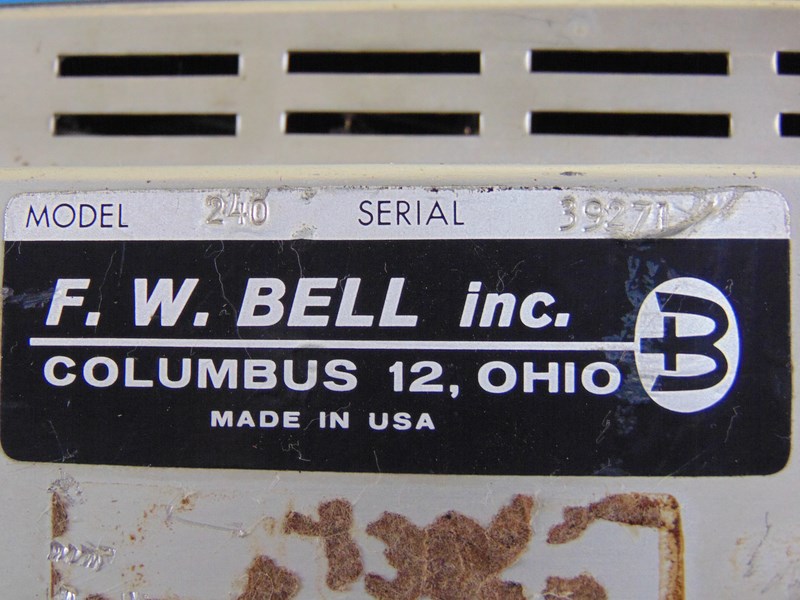 MODEL 240 SERIAL 39271
F. W. BELL inc.
COLUMBUS 12, OHIO
B
MADE IN USA